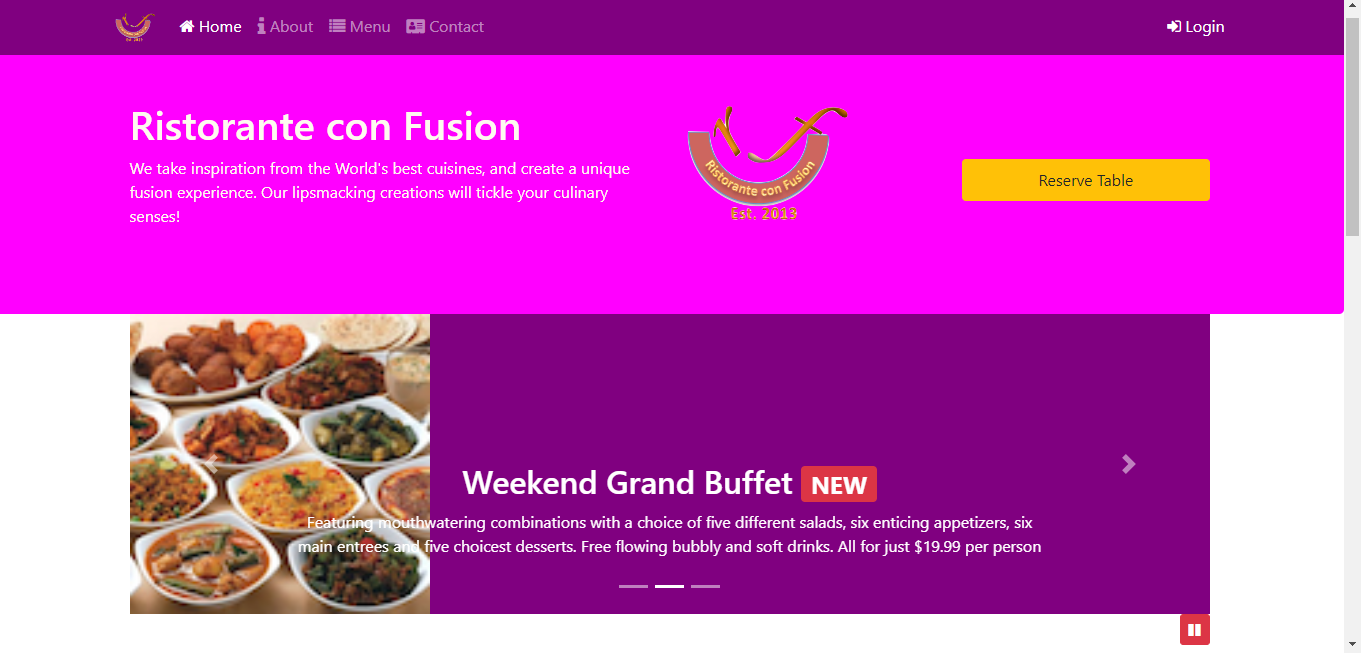 Home About Menu Contact Login
Ristorante con Fusion
We take inspiration from the World's best cuisines, and create a unique
fusion experience. Our lipsmacking creations will tickle your culinary
senses!
Ristorante con Fusion
Est. 2013
Reserve Table
Weekend Grand Buffet NEW
Featuring mouthwatering combinations with a choice of five different salads, six enticing appetizers, six
main entrees and five choicest desserts. Free flowing bubbly and soft drinks. All for just $19.99 per person